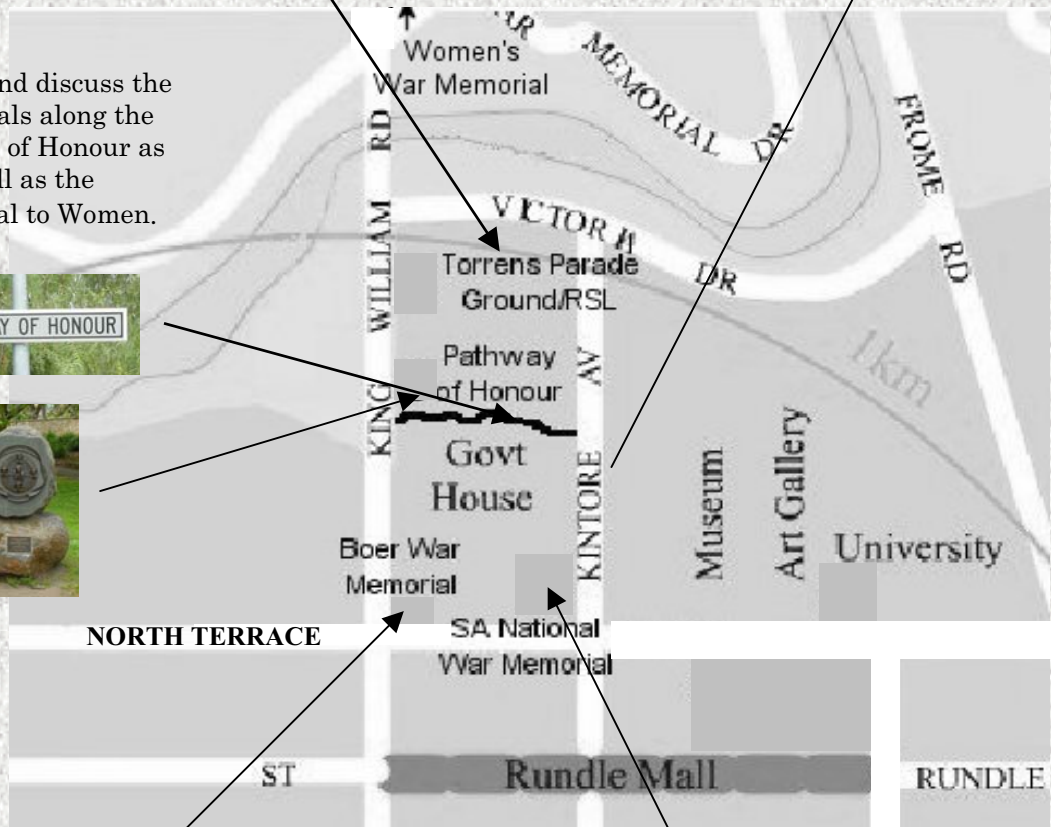 Women's
War Memorial
AR MEMORIAL DR
nd discuss the
als along the
of Honour as
ll as the
al to Women.
FROME RD
KING WILLIAM RD
VICTOR DR
Torrens Parade
Ground/RSL
AY OF HONOUR
Pathway
of Honour
KINTORE AV
1km
Govt
House
Museum
Art Gallery
University
Boer War
Memorial
NORTH TERRACE
SA National
War Memorial
ST
Rundle Mall
RUNDLE